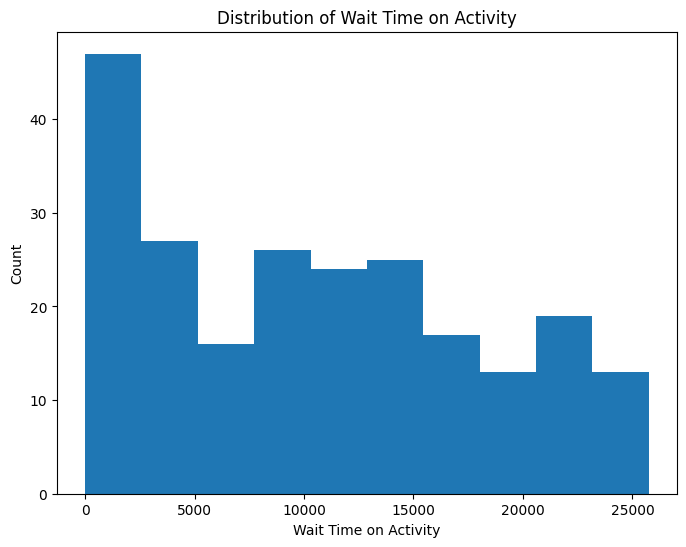 Distribution of Wait Time on Activity
Count
40
30
20
10
0
0 5000 10000 15000 20000 25000
Wait Time on Activity